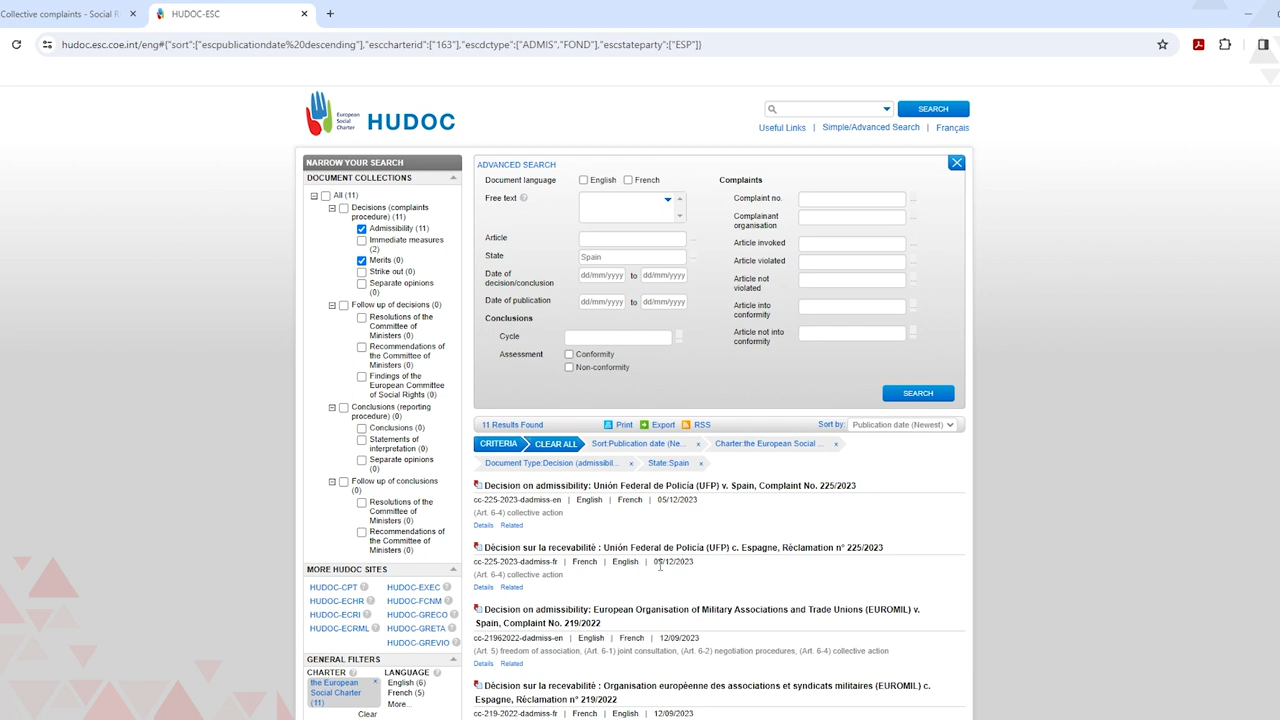 Collective complaints - Social R
HUDOC-ESC
hudoc.esc.coe.int/eng#{"sort":["escpublicationdate%20descending"],"esccharterid":["163"],"escdctype":["ADMIS","FOND"],"escstateparty":["ESP"]}
European
Social
Charter
HUDOC
SEARCH
Useful Links | Simple/Advanced Search | Français
NARROW YOUR SEARCH
DOCUMENT COLLECTIONS
All (11)
Decisions (complaints
procedure) (11)
Admissibility (11)
Immediate measures
(2)
Merits (0)
Strike out (0)
Separate opinions
(0)
Follow up of decisions (0)
Resolutions of the
Committee of
Ministers (0)
Recommendations of
the Committee of
Ministers (0)
Findings of the
European Committee
of Social Rights (0)
Conclusions (reporting
procedure) (0)
Conclusions (0)
Statements of
interpretation (0)
Separate opinions
(0)
Follow up of conclusions
(0)
Resolutions of the
Committee of
Ministers (0)
Recommendations of
the Committee of
Ministers (0)
MORE HUDOC SITES
HUDOC-CPT HUDOC-EXEC
HUDOC-ECHR HUDOC-FCNM
HUDOC-ECRI HUDOC-GRECO
HUDOC-ECRML HUDOC-GRETA
HUDOC-GREVIO
GENERAL FILTERS
CHARTER LANGUAGE
the European
Social Charter
(11)
English (6)
French (5)
More...
Clear
ADVANCED SEARCH
Document language English French
Free text
Article
State Spain
Date of
decision/conclusion
dd/mm/yyyy to dd/mm/yyyy
Date of publication dd/mm/yyyy to dd/mm/yyyy
Conclusions
Cycle
Assessment Conformity
Non-conformity
Complaints
Complaint no.
Complainant
organisation
Article invoked
Article violated
Article not
violated
Article into
conformity
Article not into
conformity
SEARCH
11 Results Found Print Export RSS Sort by: Publication date (Newest)
CRITERIA CLEAR ALL Sort:Publication date (Ne... × Charter:the European Social ... ×
Document Type:Decision (admissibil... × State:Spain ×
Decision on admissibility: Unión Federal de Policía (UFP) v. Spain, Complaint No. 225/2023
cc-225-2023-dadmiss-en | English | French | 05/12/2023
(Art. 6-4) collective action
Details Related
Décision sur la recevabilité : Unión Federal de Policía (UFP) c. Espagne, Réclamation n° 225/2023
cc-225-2023-dadmiss-fr | French | English | 05/12/2023
(Art. 6-4) collective action
Details Related
Decision on admissibility: European Organisation of Military Associations and Trade Unions (EUROMIL) v.
Spain, Complaint No. 219/2022
cc-21962022-dadmiss-en | English | French | 12/09/2023
(Art. 5) freedom of association, (Art. 6-1) joint consultation, (Art. 6-2) negotiation procedures, (Art. 6-4) collective action
Details Related
Décision sur la recevabilité : Organisation européenne des associations et syndicats militaires (EUROMIL) c.
Espagne, Réclamation n° 219/2022
cc-219-2022-dadmiss-fr | French | English | 12/09/2023